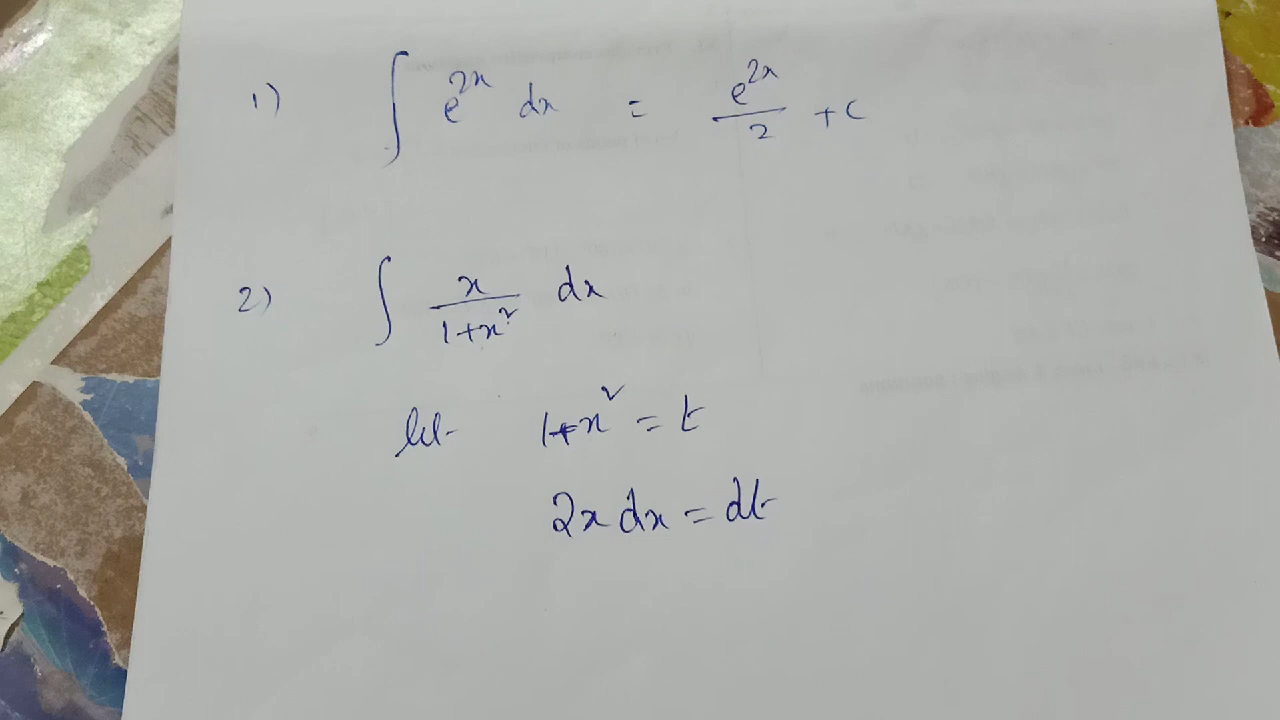 1) ∫ e^{2x} dx = e^{2x}/2 + c
2) ∫ x/(1+x²) dx
let 1+x² = t
2x dx = dt